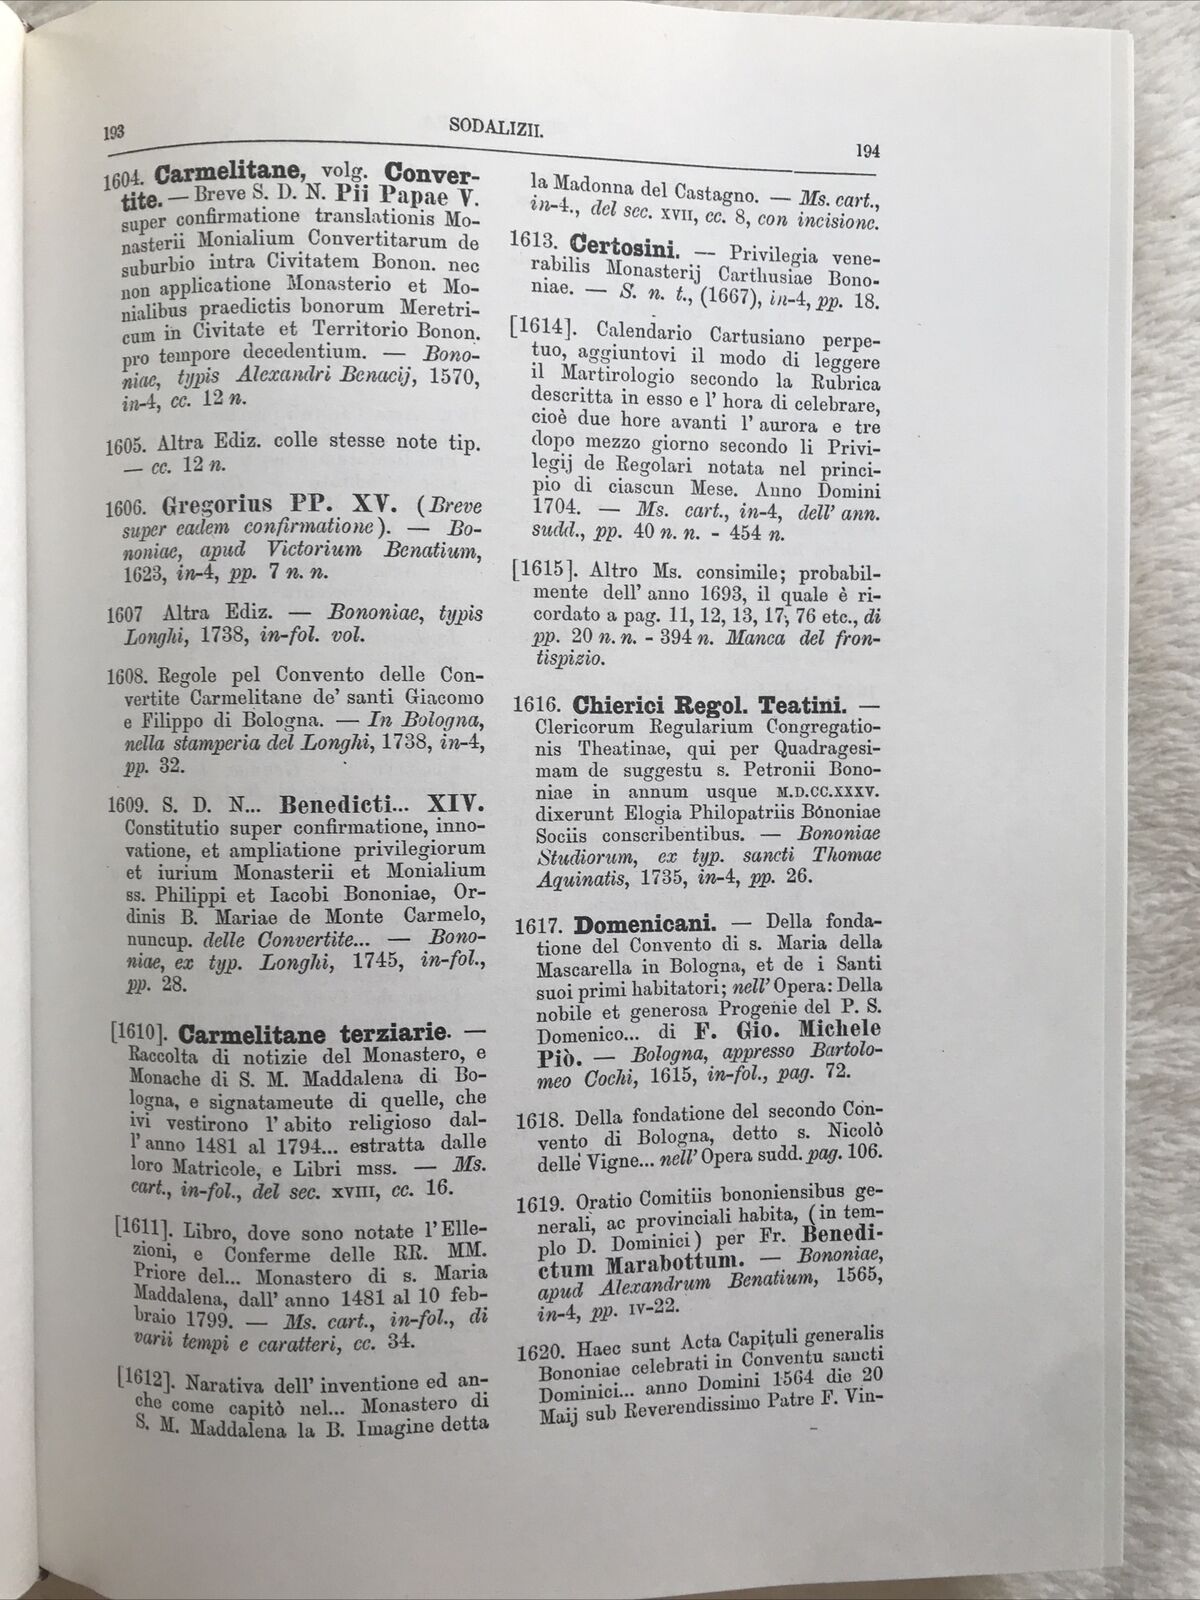 193
SODALIZII.
194
1604. Carmelitane, volg. Conver-
tite. — Breve S. D. N. Pii Papae V.
super confirmatione translationis Mo-
nasterii Monialium Convertitarum de
suburbio intra Civitatem Bonon. nec
non applicatione Monasterio et Mo-
nialibus praedictis bonorum Meretri-
cum in Civitate et Territorio Bonon.
pro tempore decedentium. — Bono-
niae, typis Alexandri Benacij, 1570,
in-4, cc. 12 n.
1605. Altra Ediz. colle stesse note tip.
— cc. 12 n.
1606. Gregorius PP. XV. (Breve
super eadem confirmatione). — Bo-
noniae, apud Victorium Benatium,
1623, in-4, pp. 7 n. n.
1607 Altra Ediz. — Bononiae, typis
Longhi, 1738, in-fol. vol.
1608. Regole pel Convento delle Con-
vertite Carmelitane de' santi Giacomo
e Filippo di Bologna. — In Bologna,
nella stamperia del Longhi, 1738, in-4,
pp. 32.
1609. S. D. N... Benedicti... XIV.
Constitutio super confirmatione, inno-
vatione, et ampliatione privilegiorum
et iurium Monasterii et Monialium
ss. Philippi et Iacobi Bononiae, Or-
dinis B. Mariae de Monte Carmelo,
nuncup. delle Convertite... — Bono-
niae, ex typ. Longhi, 1745, in-fol.,
pp. 28.
[1610]. Carmelitane terziarie. —
Raccolta di notizie del Monastero, e
Monache di S. M. Maddalena di Bo-
logna, e signatameute di quelle, che
ivi vestirono l'abito religioso dal-
l'anno 1481 al 1794... estratta dalle
loro Matricole, e Libri mss. — Ms.
cart., in-fol., del sec. XVIII, cc. 16.
[1611]. Libro, dove sono notate l'Elle-
zioni, e Conferme delle RR. MM.
Priore del... Monastero di s. Maria
Maddalena, dall' anno 1481 al 10 feb-
braio 1799. — Ms. cart., in-fol., di
varii tempi e caratteri, cc. 34.
[1612]. Narativa dell' inventione ed an-
che come capitò nel... Monastero di
S. M. Maddalena la B. Imagine detta
la Madonna del Castagno. — Ms. cart.,
in-4., del sec. XVII, cc. 8, con incisione.
1613. Certosini. — Privilegia vene-
rabilis Monasterij Carthusiae Bono-
niae. — S. n. t., (1667), in-4, pp. 18.
[1614]. Calendario Cartusiano perpe-
tuo, aggiuntovi il modo di leggere
il Martirologio secondo la Rubrica
descritta in esso e l' hora di celebrare,
cioè due hore avanti l' aurora e tre
dopo mezzo giorno secondo li Privi-
legij de Regolari notata nel princi-
pio di ciascun Mese. Anno Domini
1704. — Ms. cart., in-4, dell' ann.
sudd., pp. 40 n. n. - 454 n.
[1615]. Altro Ms. consimile; probabil-
mente dell' anno 1693, il quale è ri-
cordato a pag. 11, 12, 13, 17, 76 etc., di
pp. 20 n. n. - 394 n. Manca del fron-
tispizio.
1616. Chierici Regol. Teatini. —
Clericorum Regularium Congregatio-
nis Theatinae, qui per Quadragesi-
mam de suggestu s. Petronii Bono-
niae in annum usque M.D.CC.XXXV.
dixerunt Elogia Philopatriis Bononiae
Sociis conscribentibus. — Bononiae
Studiorum, ex typ. sancti Thomae
Aquinatis, 1735, in-4, pp. 26.
1617. Domenicani. — Della fonda-
tione del Convento di s. Maria della
Mascarella in Bologna, et de i Santi
suoi primi habitatori; nell' Opera: Della
nobile et generosa Progenie del P. S.
Domenico... di F. Gio. Michele
Piò. — Bologna, appresso Bartolo-
meo Cochi, 1615, in-fol., pag. 72.
1618. Della fondatione del secondo Con-
vento di Bologna, detto s. Nicolò
delle Vigne... nell' Opera sudd. pag. 106.
1619. Oratio Comitiis bononiensibus ge-
nerali, ac provinciali habita, (in tem-
plo D. Dominici) per Fr. Benedi-
ctum Marabottum. — Bononiae,
apud Alexandrum Benatium, 1565,
in-4, pp. IV-22.
1620. Haec sunt Acta Capituli generalis
Bononiae celebrati in Conventu sancti
Dominici... anno Domini 1564 die 20
Maij sub Reverendissimo Patre F. Vin-